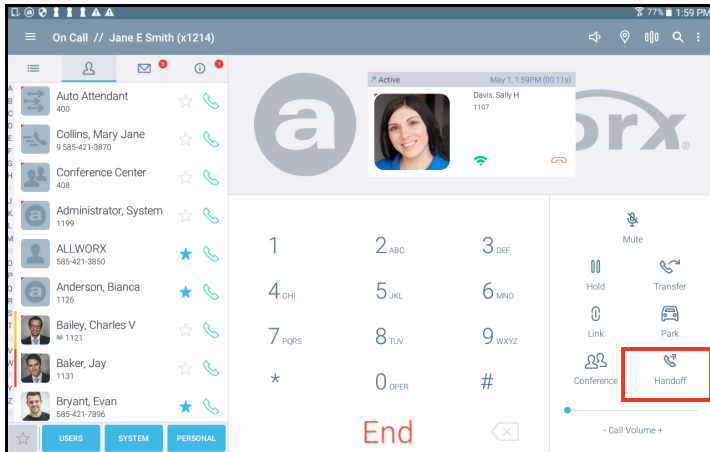 77% 1:59 PM
On Call // Jane E Smith (x1214)
1
1
Auto Attendant
400
Collins, Mary Jane
9 585-421-3870
Conference Center
408
Administrator, System
1199
ALLWORX
585-421-3850
Anderson, Bianca
1126
Bailey, Charles V
1121
Baker, Jay
1131
Bryant, Evan
585-421-7896
USERS SYSTEM PERSONAL
A
B
C
D
E
F
G
H
J
K
L
M
O
P
Q
R
S
T
V
W
Y
Z
a
orx®
Active May 1, 1:59PM (00:11s)
Davis, Sally H
1107
1
2 ABC
3 DEF
4 GHI
5 JKL
6 MNO
7 PQRS
8 TUV
9 WXYZ
*
0 OPER
#
End
Mute
Hold Transfer
Link Park
Conference Handoff
- Call Volume +